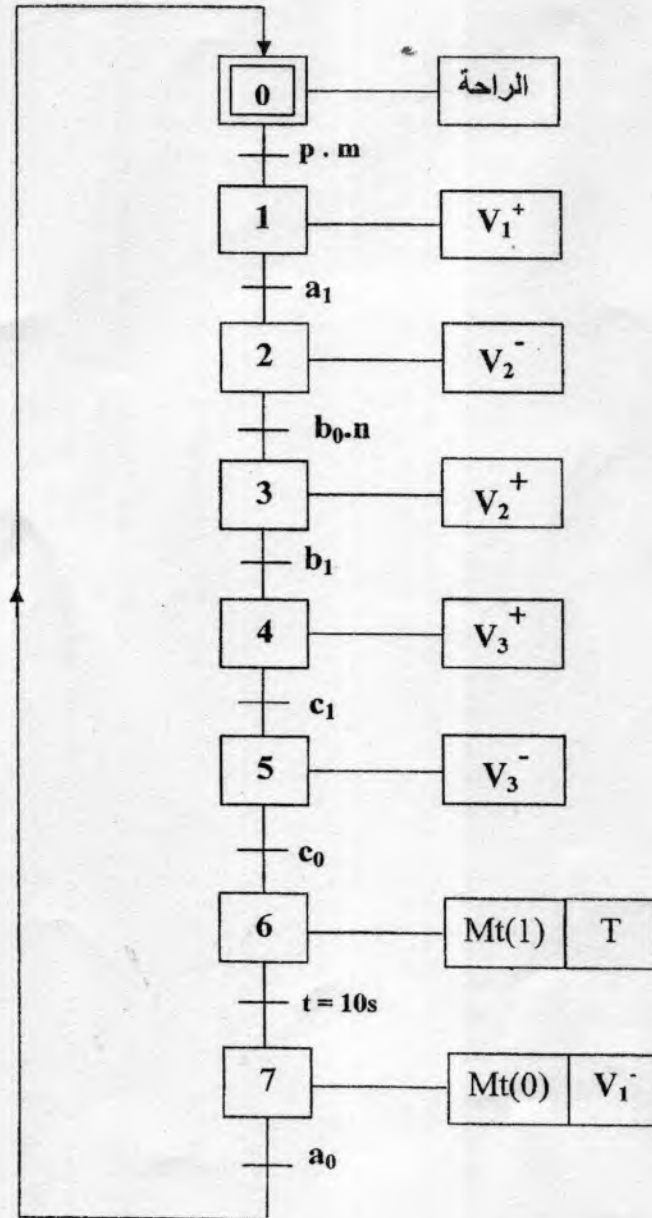 0 الراحة
p . m
1 V₁⁺
a₁
2 V₂⁻
b₀.n
3 V₂⁺
b₁
4 V₃⁺
c₁
5 V₃⁻
c₀
6 Mt(1) T
t = 10s
7 Mt(0) V₁⁻
a₀